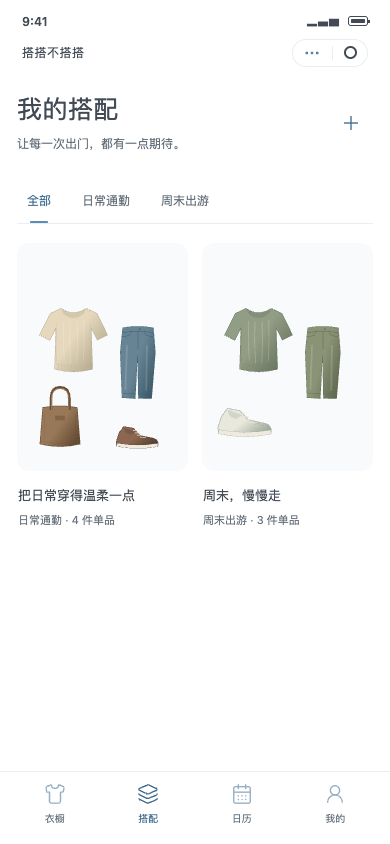 9:41
搭搭不搭搭
我的搭配
让每一次出门，都有一点期待。
全部 日常通勤 周末出游
把日常穿得温柔一点 周末，慢慢走
日常通勤 · 4 件单品 周末出游 · 3 件单品
衣橱 搭配 日历 我的